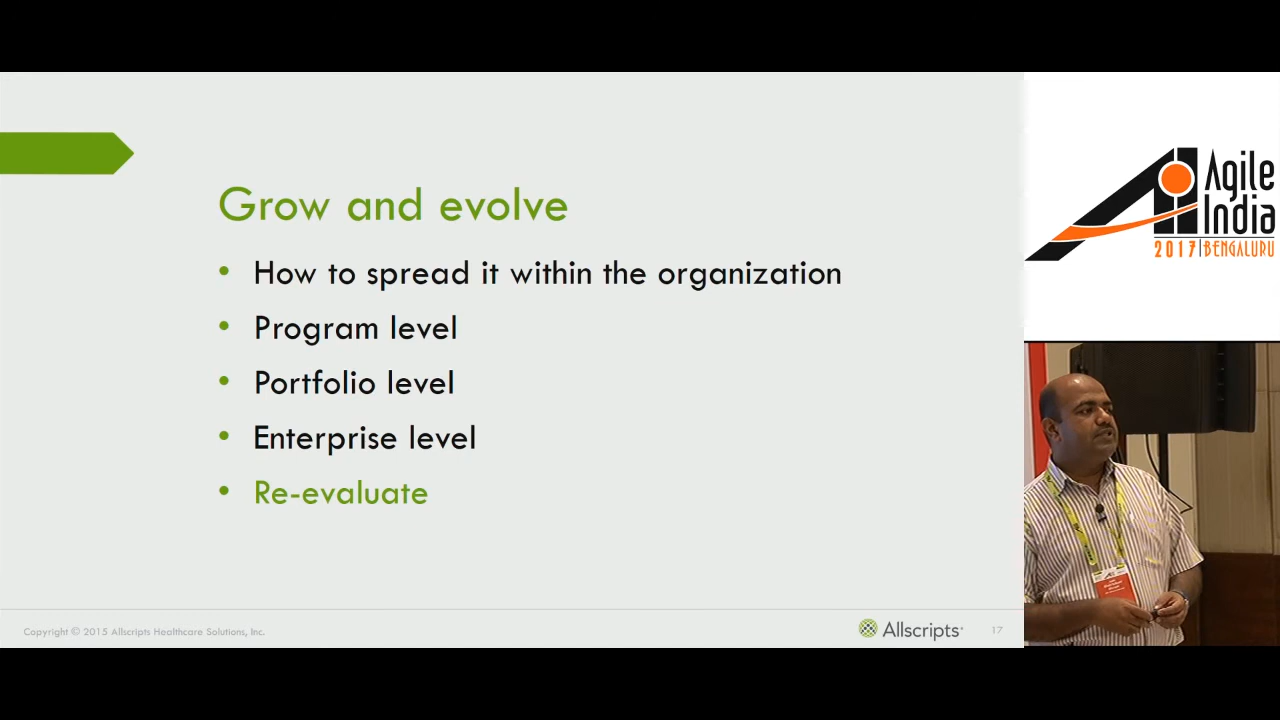 Grow and evolve
• How to spread it within the organization
• Program level
• Portfolio level
• Enterprise level
• Re-evaluate
Copyright © 2015 Allscripts Healthcare Solutions, Inc.
Allscripts
17
Agile
India
2017 | BENGALURU